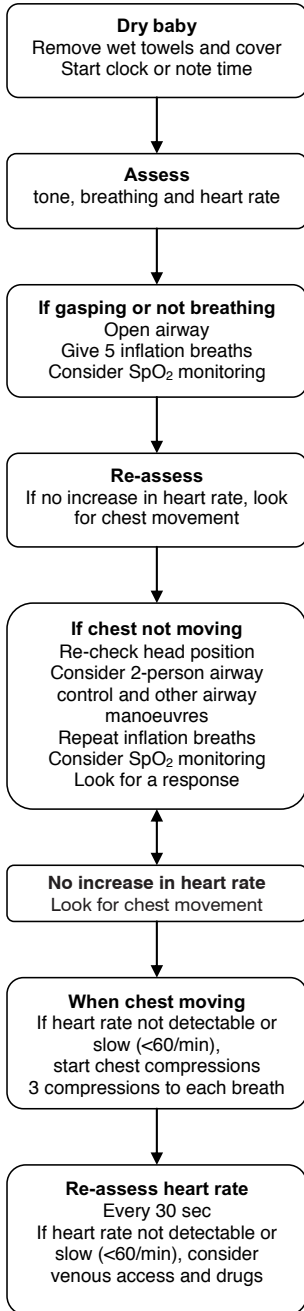 Dry baby
Remove wet towels and cover
Start clock or note time
Assess
tone, breathing and heart rate
If gasping or not breathing
Open airway
Give 5 inflation breaths
Consider SpO₂ monitoring
Re-assess
If no increase in heart rate, look
for chest movement
If chest not moving
Re-check head position
Consider 2-person airway
control and other airway
manoeuvres
Repeat inflation breaths
Consider SpO₂ monitoring
Look for a response
No increase in heart rate
Look for chest movement
When chest moving
If heart rate not detectable or
slow (<60/min),
start chest compressions
3 compressions to each breath
Re-assess heart rate
Every 30 sec
If heart rate not detectable or
slow (<60/min), consider
venous access and drugs